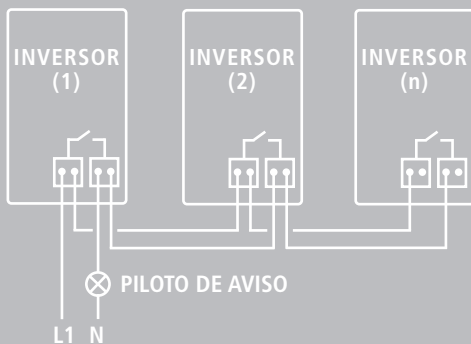 INVERSOR
(1)
INVERSOR
(2)
INVERSOR
(n)
PILOTO DE AVISO
L1 N